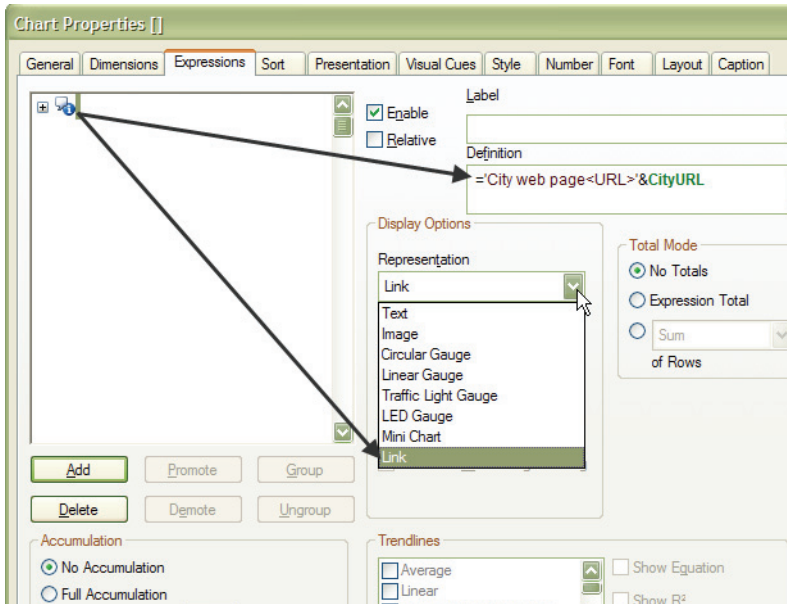 Chart Properties []
General Dimensions Expressions Sort Presentation Visual Cues Style Number Font Layout Caption
Enable
Relative
Label
Definition
='City web page<URL>'&CityURL
Display Options
Representation
Link
Text
Image
Circular Gauge
Linear Gauge
Traffic Light Gauge
LED Gauge
Mini Chart
Link
Total Mode
No Totals
Expression Total
Sum
of Rows
Add Promote Group
Delete Demote Ungroup
Accumulation
No Accumulation
Full Accumulation
Trendlines
Average
Linear
Show Equation
Show R²